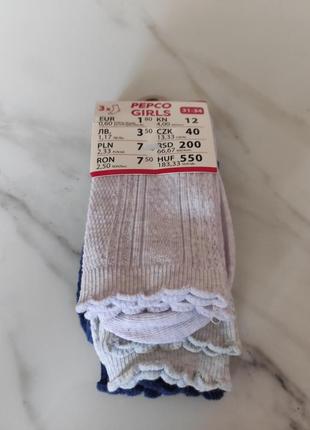 3x PEPCO GIRLS 31-34
EUR 1 80 KN 12
0,60 4,00
ЛВ. 3 50 CZK 40
1,17 13,33
PLN 7 RSD 200
2,33 66,67
RON 7 50 HUF 550
2,50 183,33